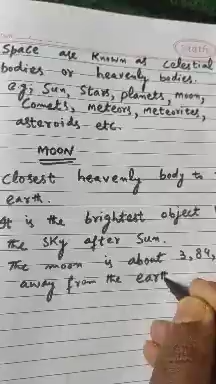 Space are known as celestial
bodies or heavenly bodies.
e.g; Sun, Stars, planets, moon,
Comets, meteors, meteorites,
asteroids etc.
MOON
Closest heavenly body to
earth.
It is the brightest object
the sky after Sun.
The moon is about 3,84,
away from the earth